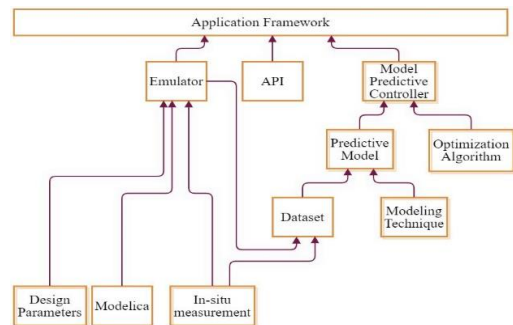 Application Framework
Emulator
API
Model
Predictive
Controller
Predictive
Model
Optimization
Algorithm
Dataset
Modeling
Technique
Design
Parameters
Modelica
In-situ
measurement